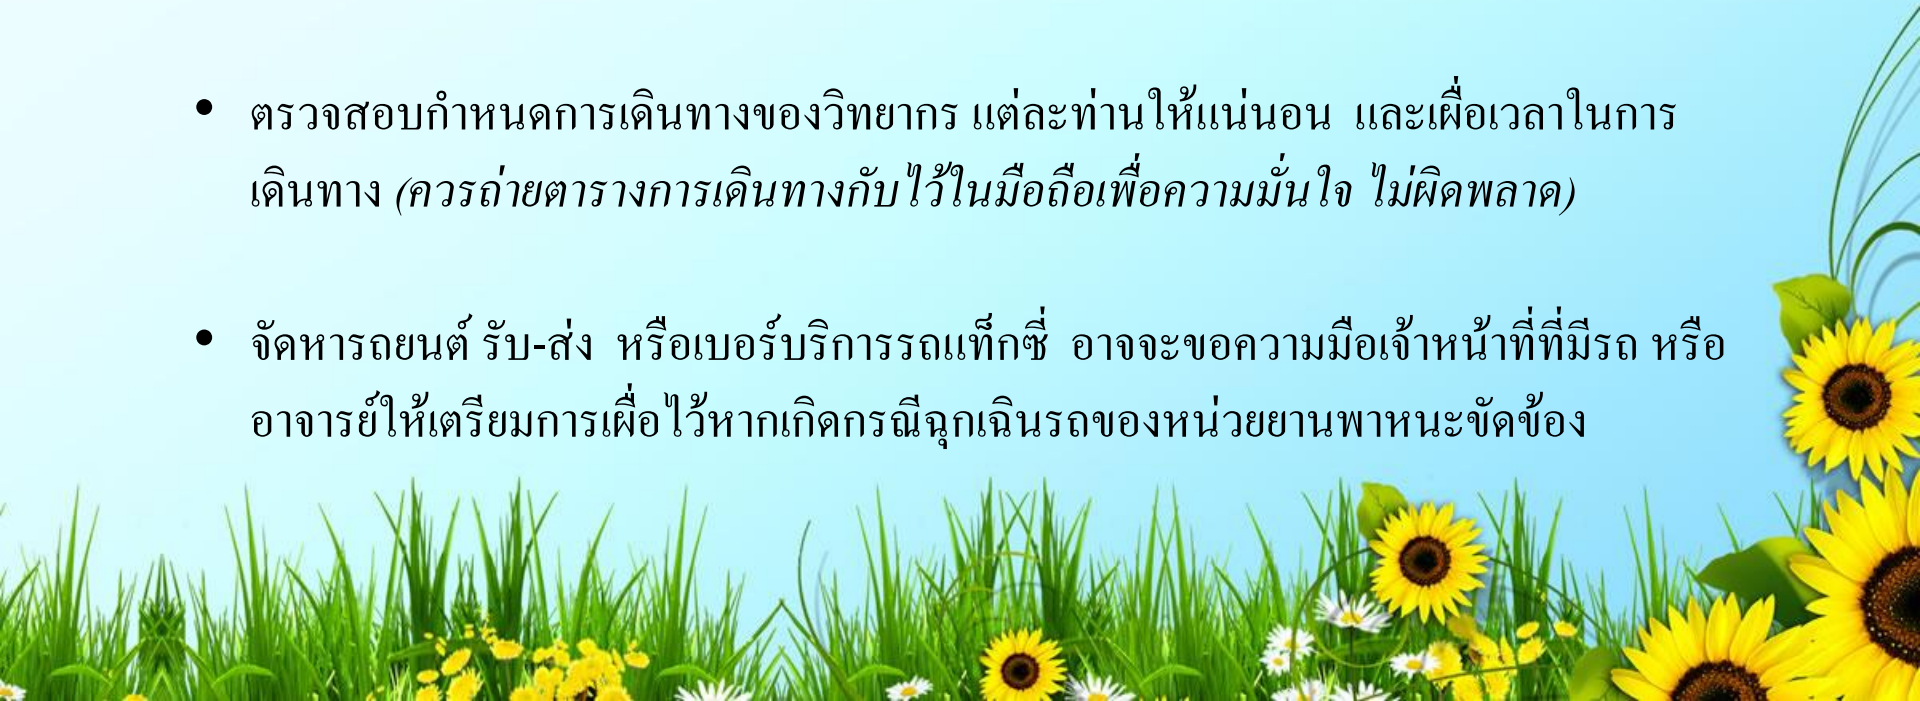 • ตรวจสอบกำหนดการเดินทางของวิทยากร แต่ละท่านให้แน่นอน และเผื่อเวลาในการ
เดินทาง (ควรถ่ายตารางการเดินทางกับไว้ในมือถือเพื่อความมั่นใจ ไม่ผิดพลาด)
• จัดหารถยนต์ รับ-ส่ง หรือเบอร์บริการรถแท็กซี่ อาจจะขอความมือเจ้าหน้าที่ที่มีรถ หรือ
อาจารย์ให้เตรียมการเผื่อไว้หากเกิดกรณีฉุกเฉินรถของหน่วยยานพาหนะขัดข้อง